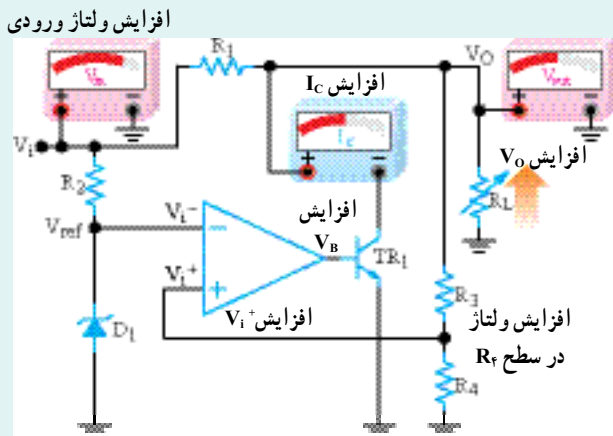 افزایش ولتاژ ورودی
R1
VO
افزایش IC
Vin
Vout
+ −
+ −
Ic
+ −
افزایش VO
Vi
R2
RL
Vref
Vi−
−
افزایش
VB
TR1
Vi+
+
R3
افزایش Vi+
افزایش ولتاژ
در سطح R۴
D1
R4